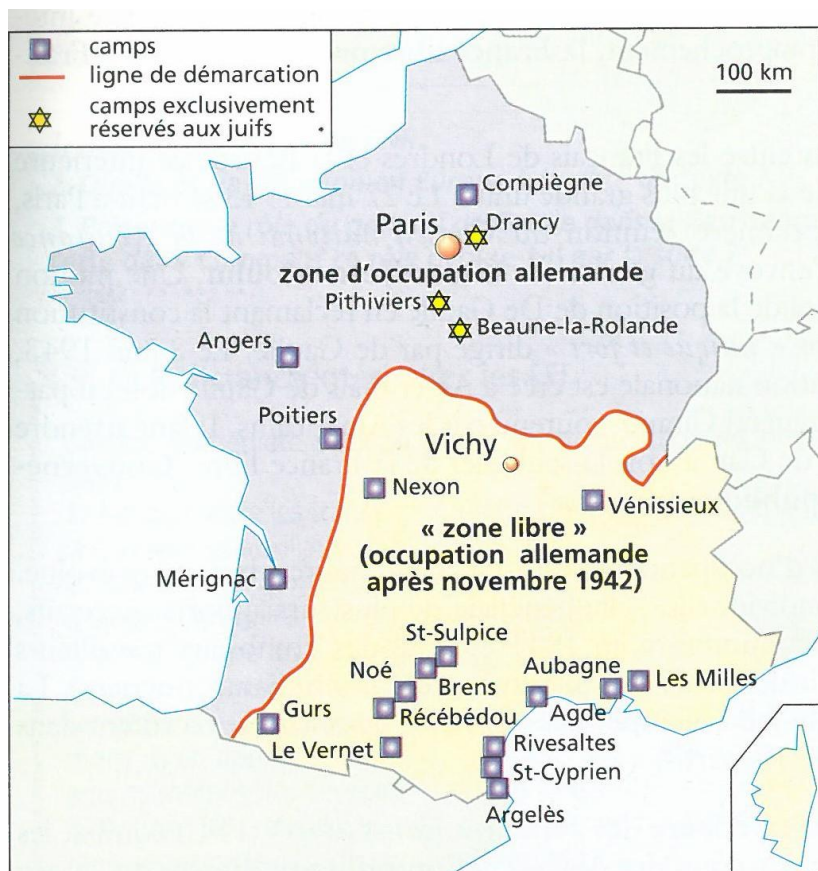 camps
ligne de démarcation
camps exclusivement
réservés aux juifs
100 km
Compiègne
Drancy
Paris
zone d'occupation allemande
Pithiviers
Beaune-la-Rolande
Angers
Poitiers
Vichy
Nexon
Vénissieux
« zone libre »
(occupation allemande
après novembre 1942)
Mérignac
St-Sulpice
Noé
Aubagne
Les Milles
Brens
Gurs
Récébédou
Agde
Le Vernet
Rivesaltes
St-Cyprien
Argelès